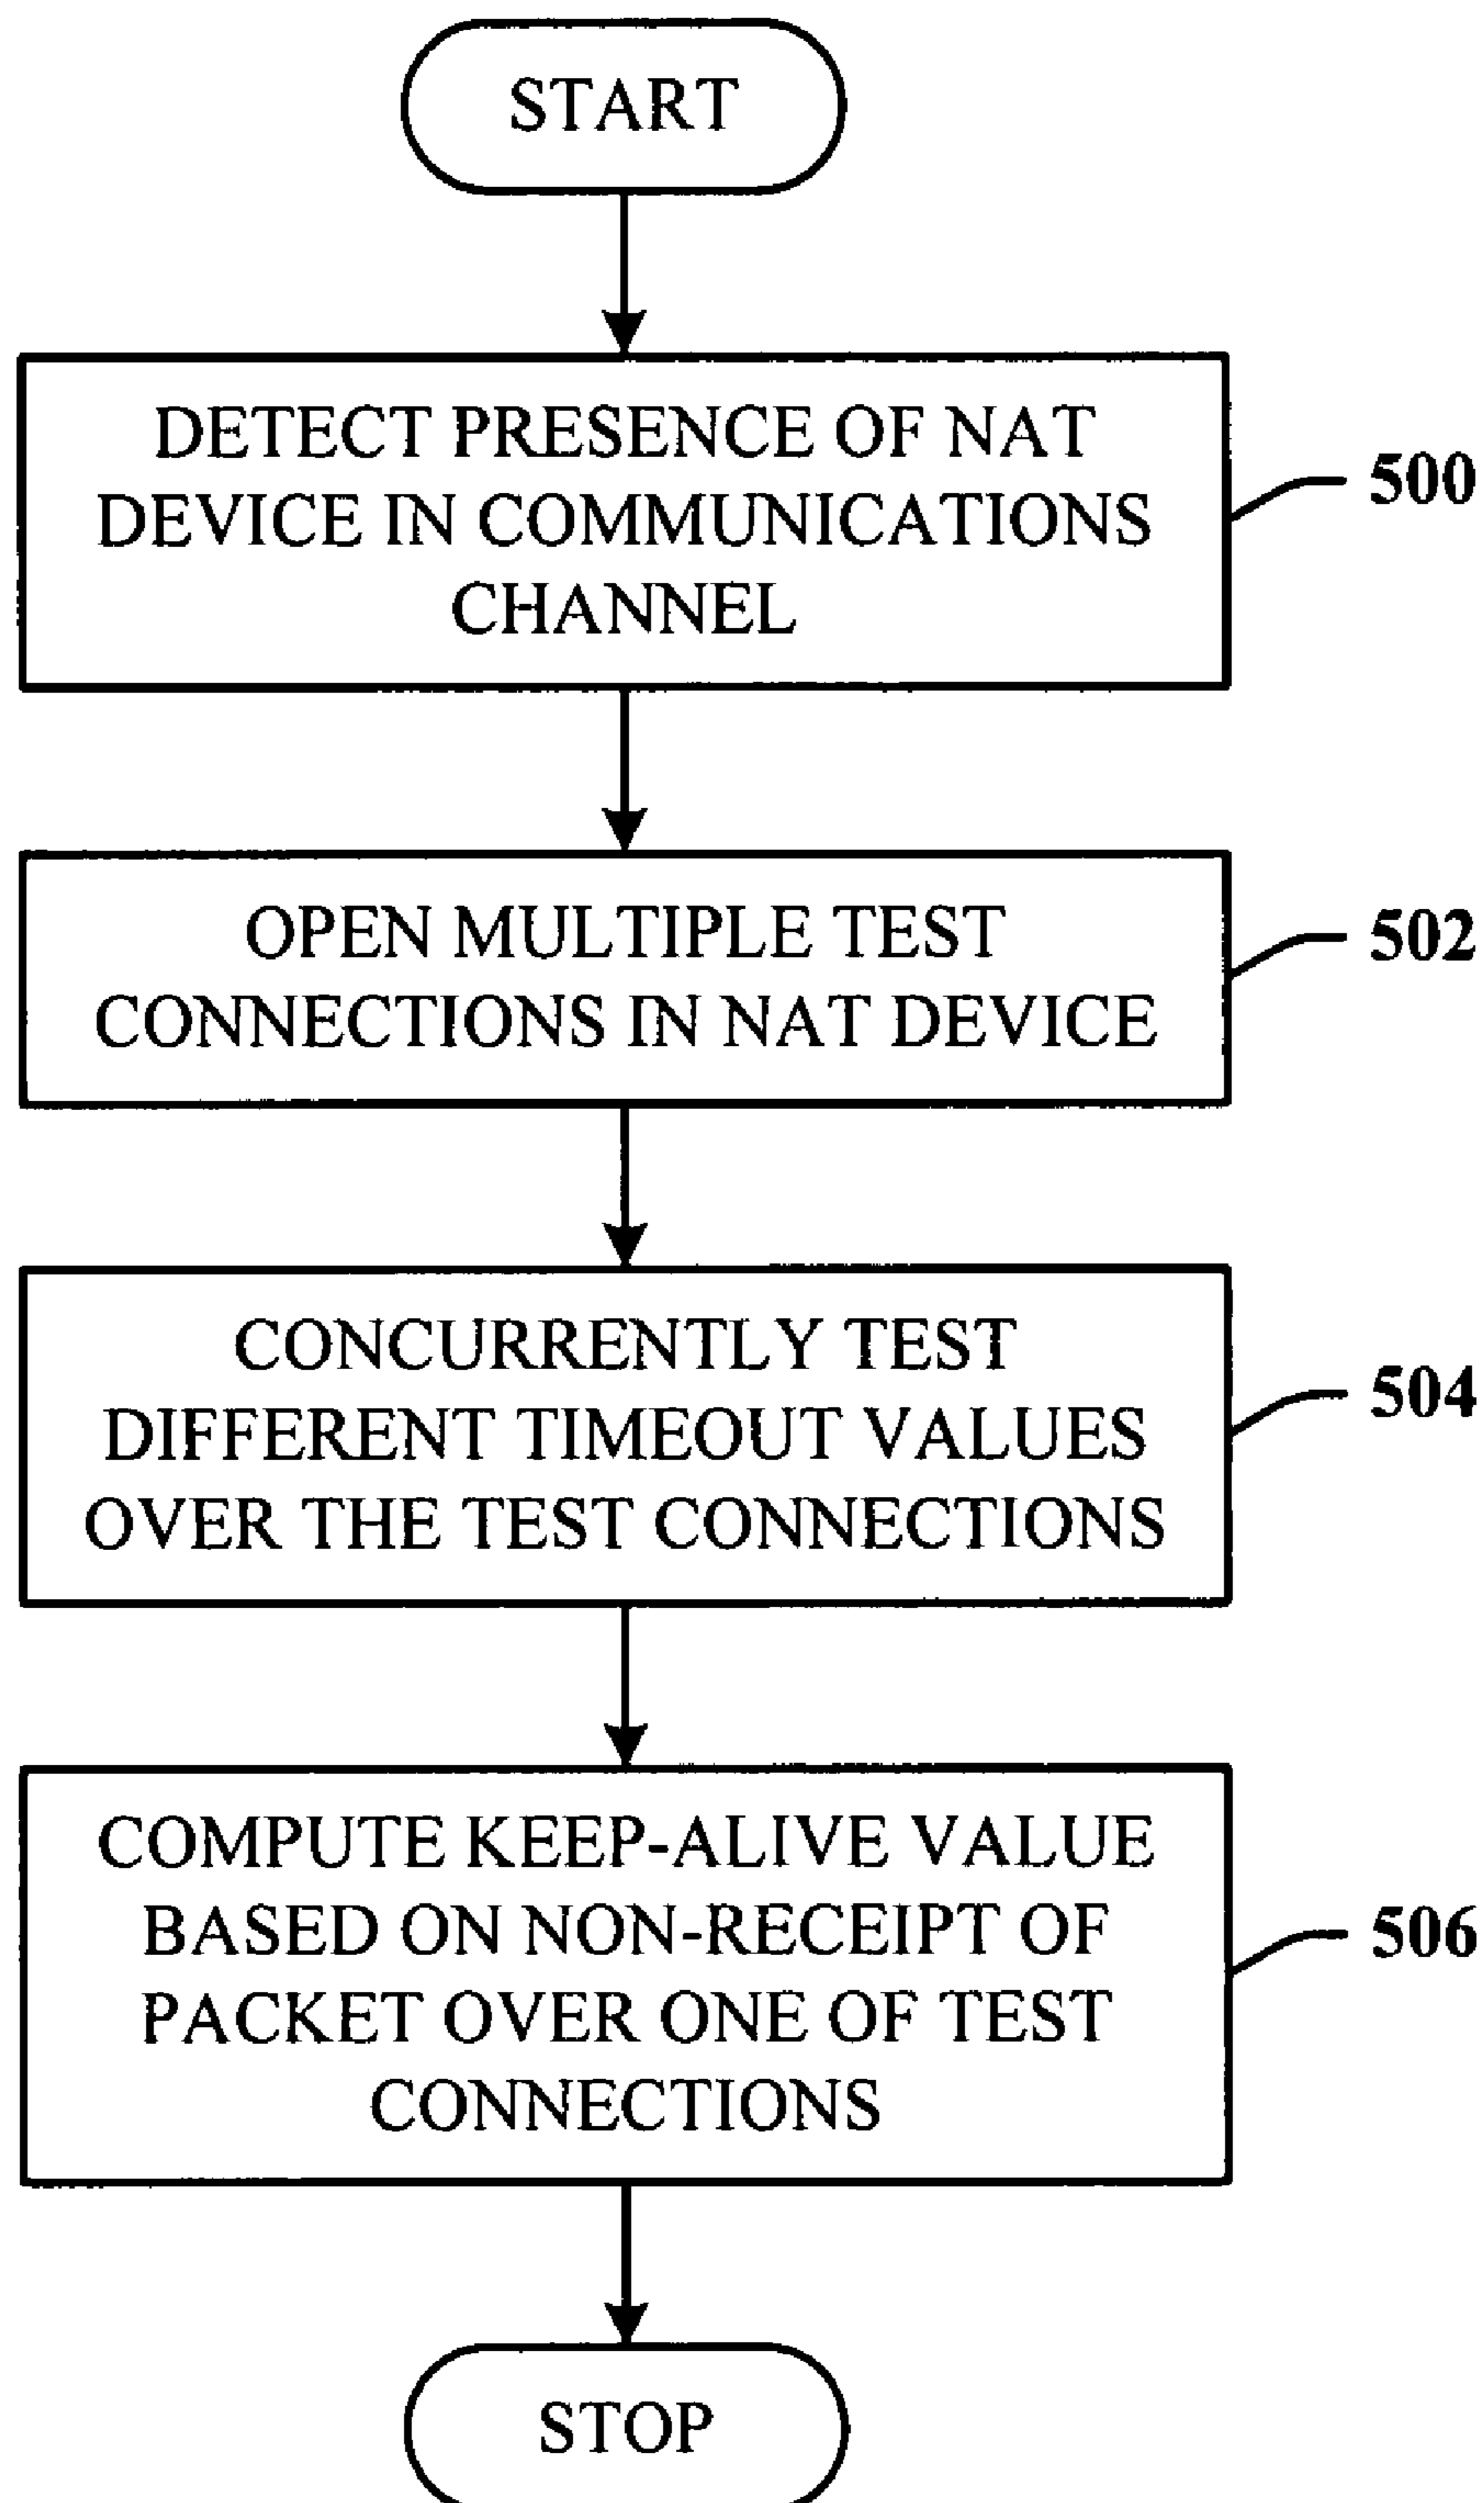 START
DETECT PRESENCE OF NAT
DEVICE IN COMMUNICATIONS
CHANNEL
500
OPEN MULTIPLE TEST
CONNECTIONS IN NAT DEVICE
502
CONCURRENTLY TEST
DIFFERENT TIMEOUT VALUES
OVER THE TEST CONNECTIONS
504
COMPUTE KEEP-ALIVE VALUE
BASED ON NON-RECEIPT OF
PACKET OVER ONE OF TEST
CONNECTIONS
506
STOP